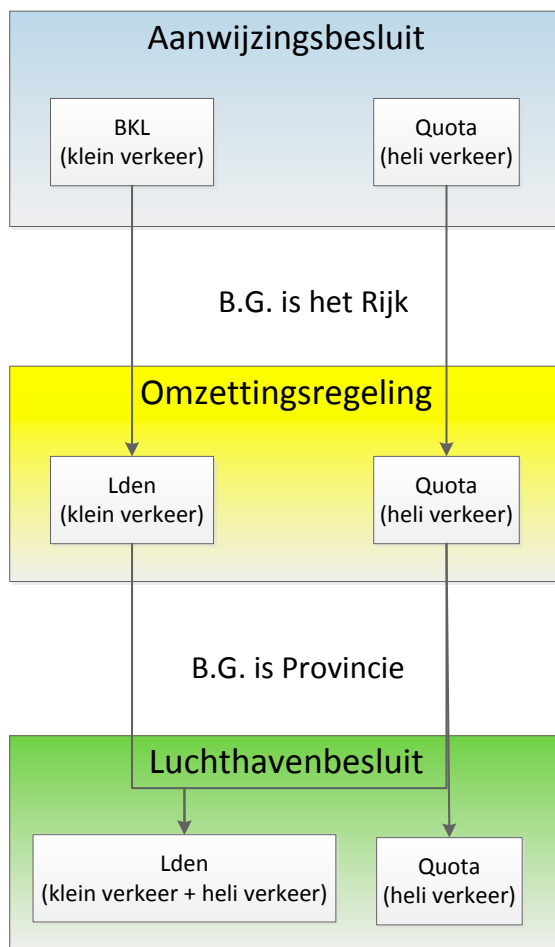 Aanwijzingsbesluit
BKL
(klein verkeer)
Quota
(heli verkeer)
B.G. is het Rijk
Omzettingsregeling
Lden
(klein verkeer)
Quota
(heli verkeer)
B.G. is Provincie
Luchthavenbesluit
Lden
(klein verkeer + heli verkeer)
Quota
(heli verkeer)